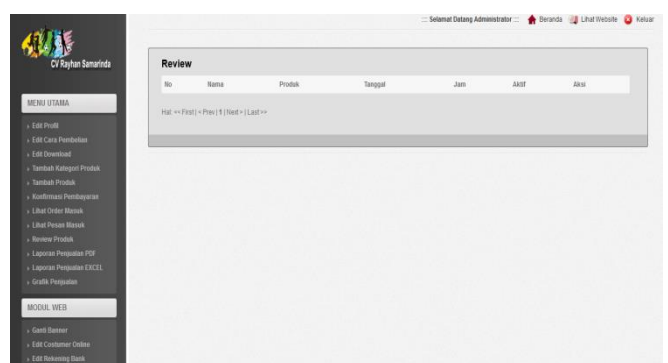 ::: Selamat Datang Administrator ::: Beranda Lihat Website Keluar
CV Rayhan Samarinda
Review
No Nama Produk Tanggal Jam Aktif Aksi
Hal: << First | < Prev | 1 | Next > | Last >>
MENU UTAMA
» Edit Profil
» Edit Cara Pembelian
» Edit Download
» Tambah Kategori Produk
» Tambah Produk
» Konfirmasi Pembayaran
» Lihat Order Masuk
» Lihat Pesan Masuk
» Review Produk
» Laporan Penjualan PDF
» Laporan Penjualan EXCEL
» Grafik Penjualan
MODUL WEB
» Ganti Banner
» Edit Costumer Online
» Edit Rekening Bank